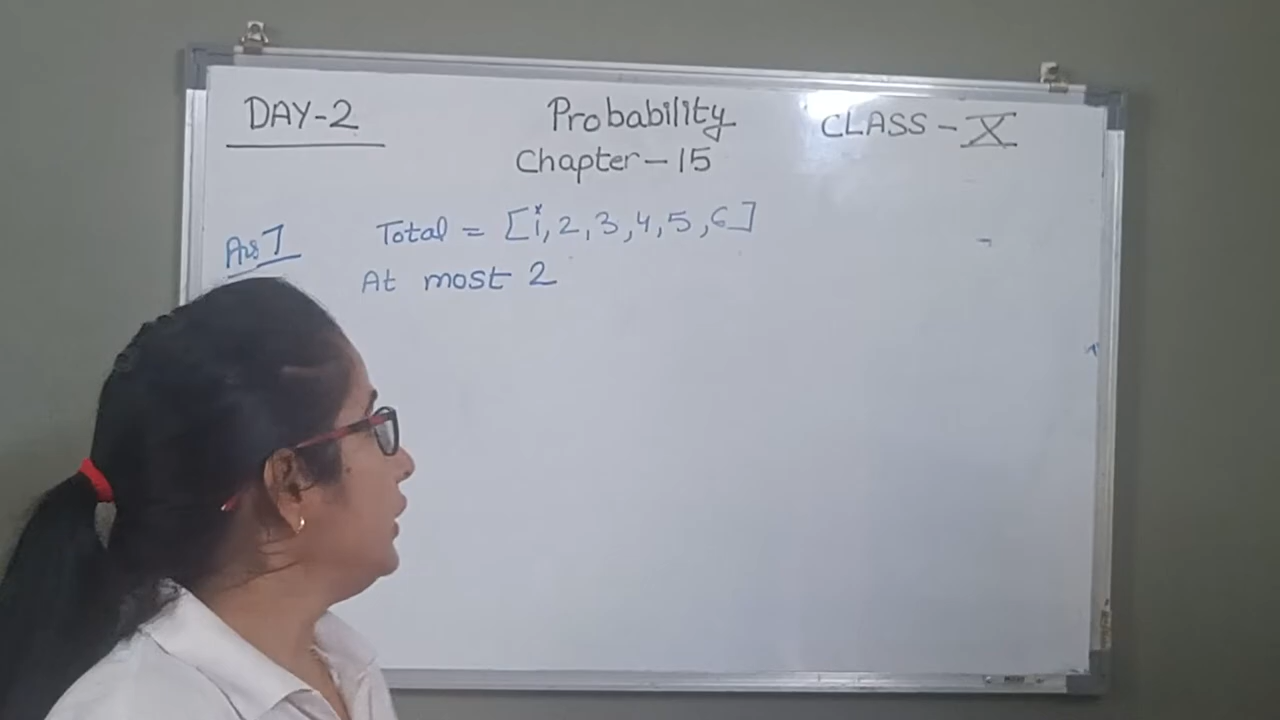 DAY-2
Probability
CLASS - X
Chapter - 15
Ans 7
Total = [1, 2, 3, 4, 5, 6]
At most 2